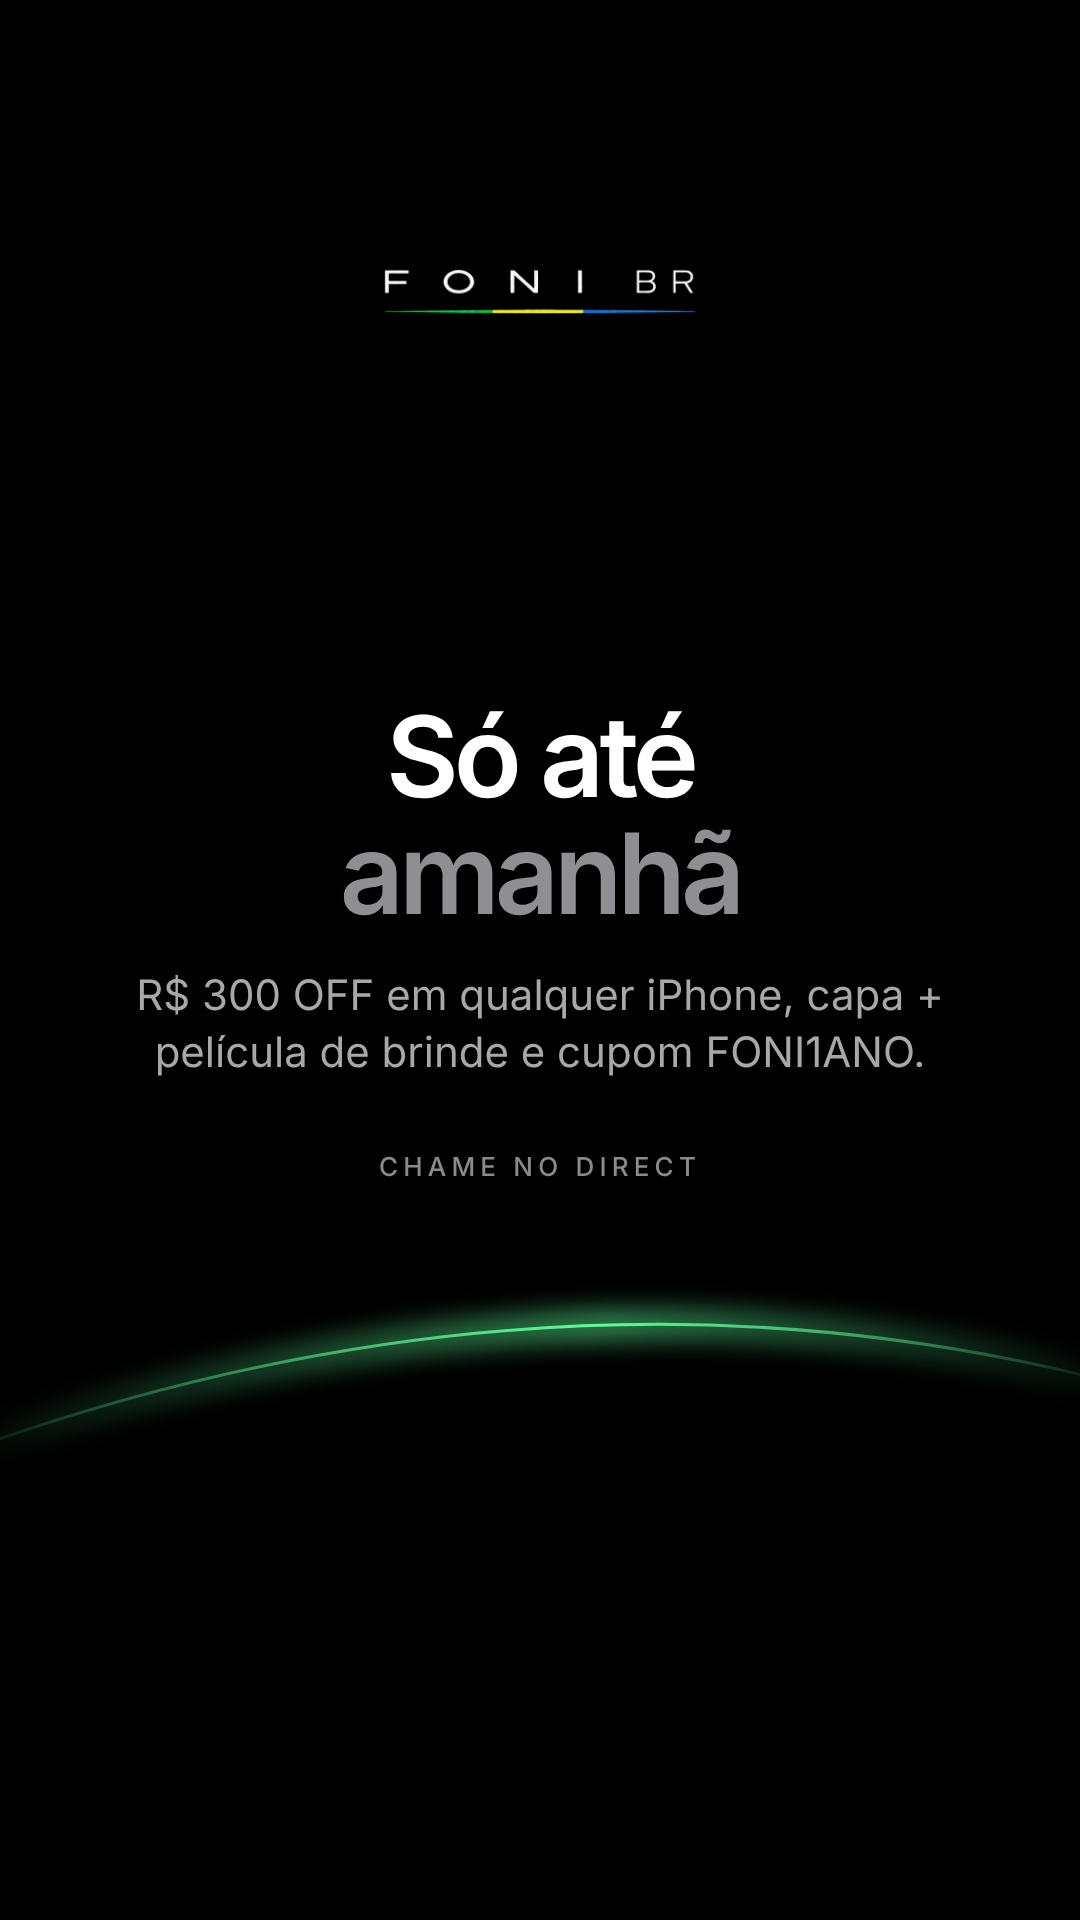 FONI BR
Só até
amanhã
R$ 300 OFF em qualquer iPhone, capa +
película de brinde e cupom FONI1ANO.
CHAME NO DIRECT